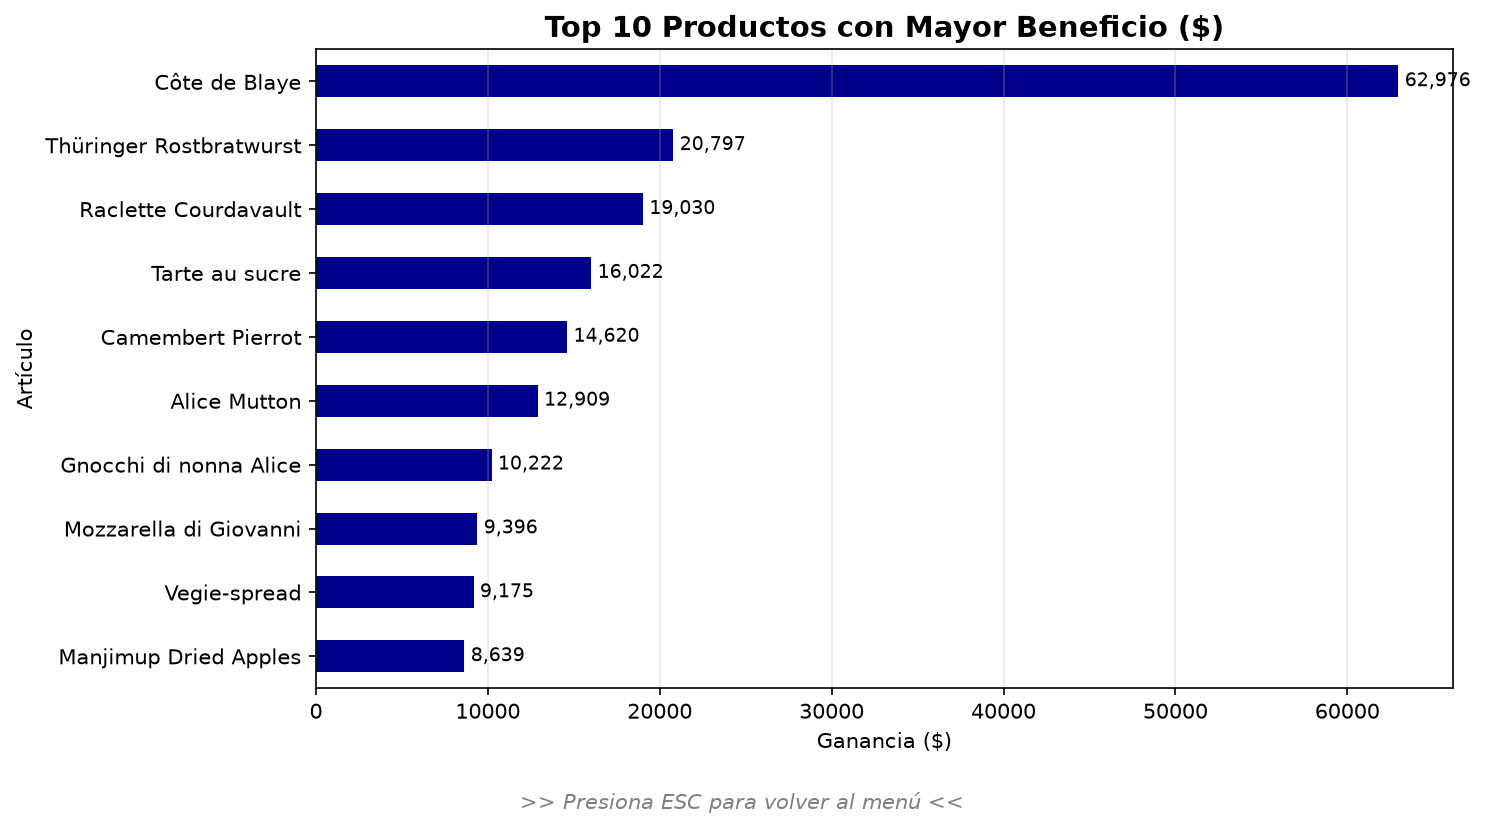 Top 10 Productos con Mayor Beneficio ($)
Côte de Blaye 62,976
Thüringer Rostbratwurst 20,797
Raclette Courdavault 19,030
Tarte au sucre 16,022
Camembert Pierrot 14,620
Alice Mutton 12,909
Gnocchi di nonna Alice 10,222
Mozzarella di Giovanni 9,396
Vegie-spread 9,175
Manjimup Dried Apples 8,639
Artículo
0 10000 20000 30000 40000 50000 60000
Ganancia ($)
>> Presiona ESC para volver al menú <<